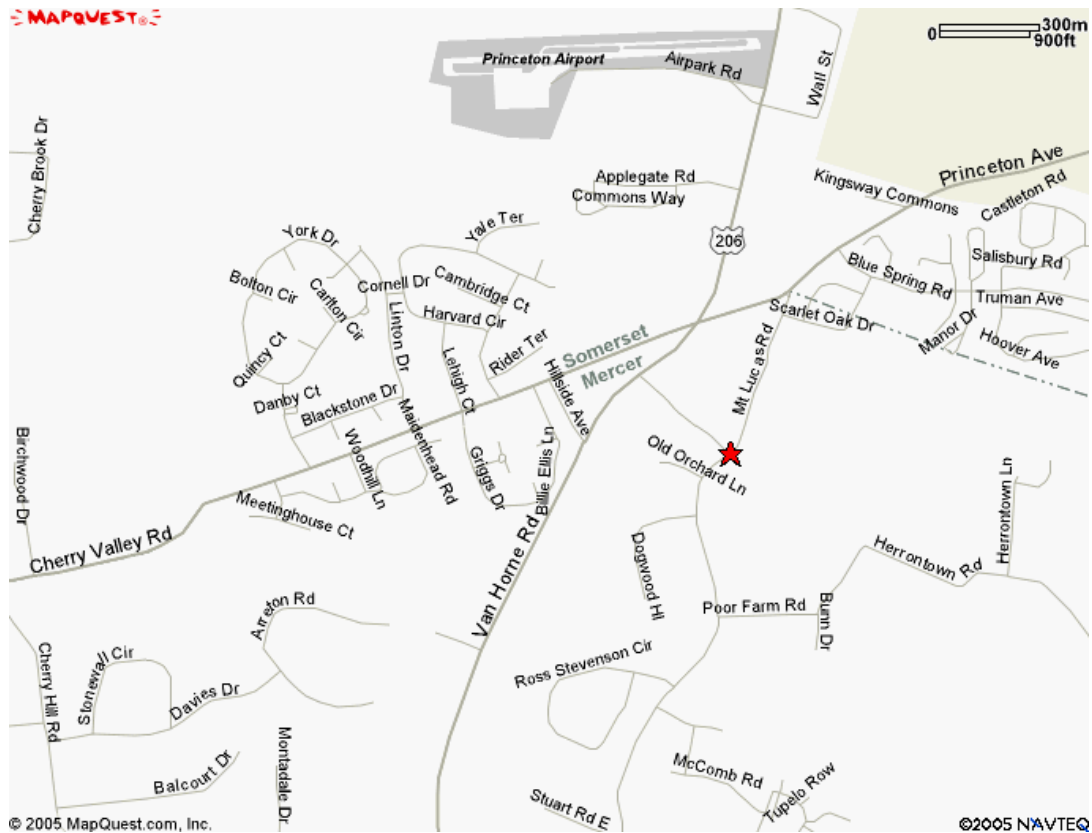 MAPQUEST®
0 300m
900ft
Princeton Airport
Airpark Rd
Wall St
Cherry Brook Dr
Princeton Ave
Applegate Rd
Commons Way
Kingsway Commons
Castleton Rd
Yale Ter
York Dr
206
Salisbury Rd
Blue Spring Rd
Bolton Cir
Carlton Cir
Cornell Dr
Cambridge Ct
Truman Ave
Linton Dr
Harvard Cir
Scarlet Oak Dr
Manor Dr
Hoover Ave
Quincy Ct
Somerset
Mercer
Rider Ter
Mt Lucas Rd
Lehigh Ct
Hillside Ave
Danby Ct
Blackstone Dr
Maidenhead Rd
Birchwood Dr
Woodhill Ln
Griggs Dr
Billie Ellis Ln
Old Orchard Ln
Herrontown Ln
Meetinghouse Ct
Cherry Valley Rd
Van Horne Rd
Dogwood Hl
Herrontown Rd
Arreton Rd
Poor Farm Rd
Bunn Dr
Cherry Hill Rd
Stonewall Cir
Ross Stevenson Cir
Davies Dr
Montadale Dr
Balcourt Dr
McComb Rd
Tupelo Row
Stuart Rd E
© 2005 MapQuest.com, Inc.
©2005 NAVTEQ